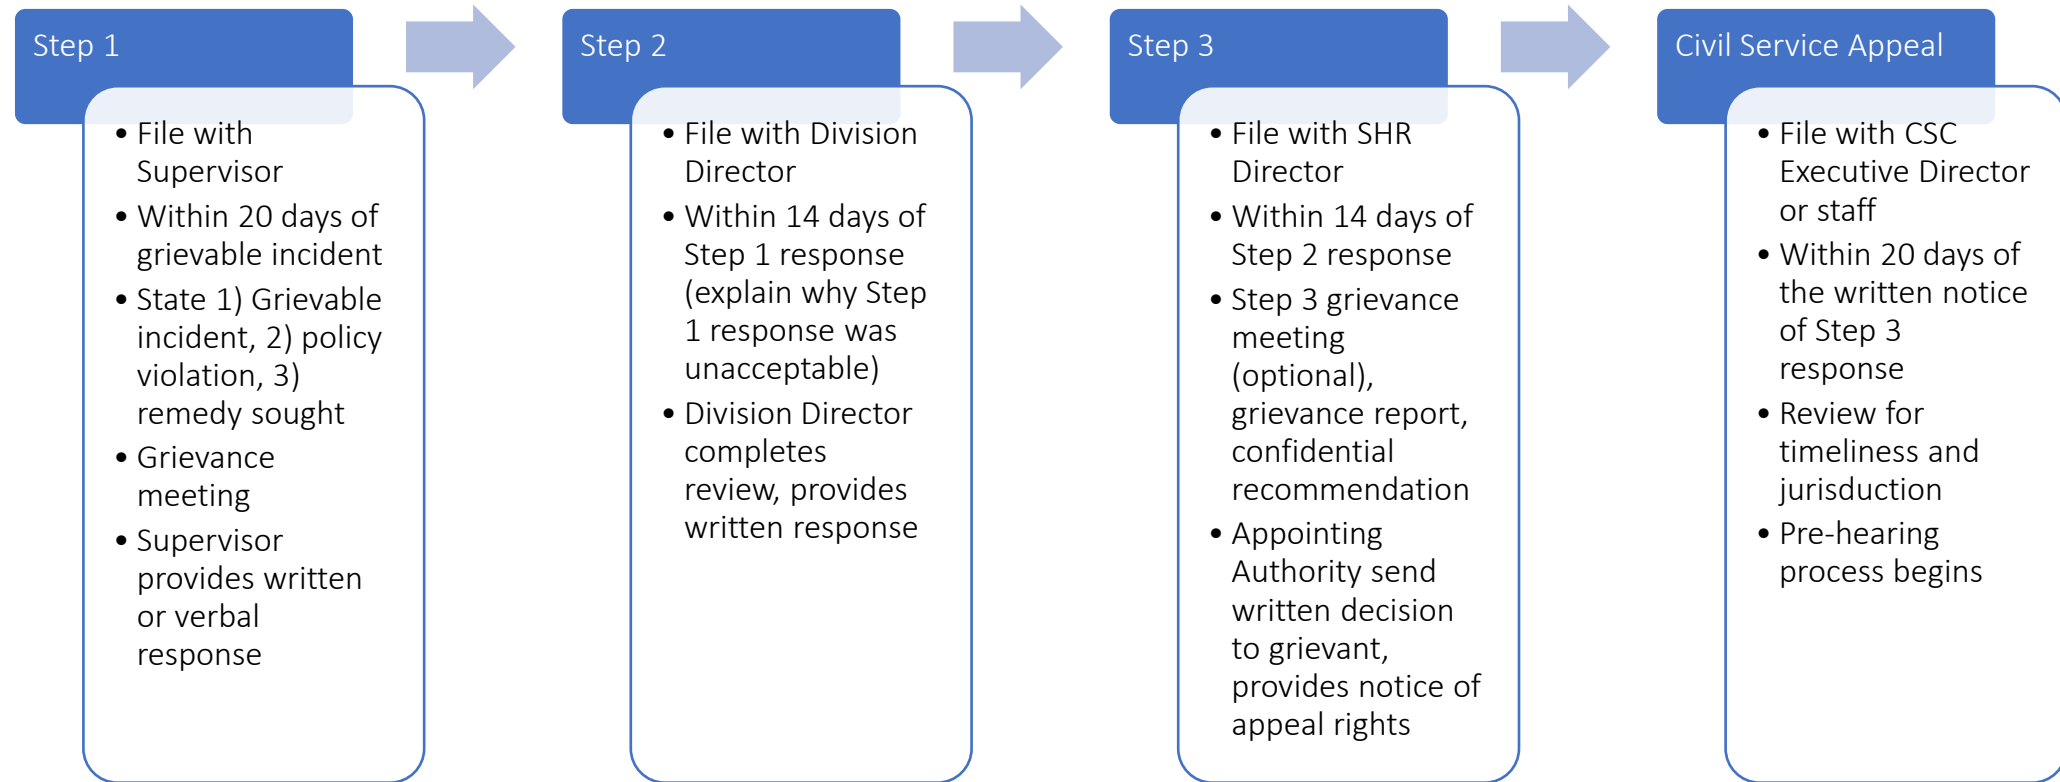 Step 1
• File with
Supervisor
• Within 20 days of
grievable incident
• State 1) Grievable
incident, 2) policy
violation, 3)
remedy sought
• Grievance
meeting
• Supervisor
provides written
or verbal
response
Step 2
• File with Division
Director
• Within 14 days of
Step 1 response
(explain why Step
1 response was
unacceptable)
• Division Director
completes
review, provides
written response
Step 3
• File with SHR
Director
• Within 14 days of
Step 2 response
• Step 3 grievance
meeting
(optional),
grievance report,
confidential
recommendation
• Appointing
Authority send
written decision
to grievant,
provides notice of
appeal rights
Civil Service Appeal
• File with CSC
Executive Director
or staff
• Within 20 days of
the written notice
of Step 3
response
• Review for
timeliness and
jurisduction
• Pre-hearing
process begins